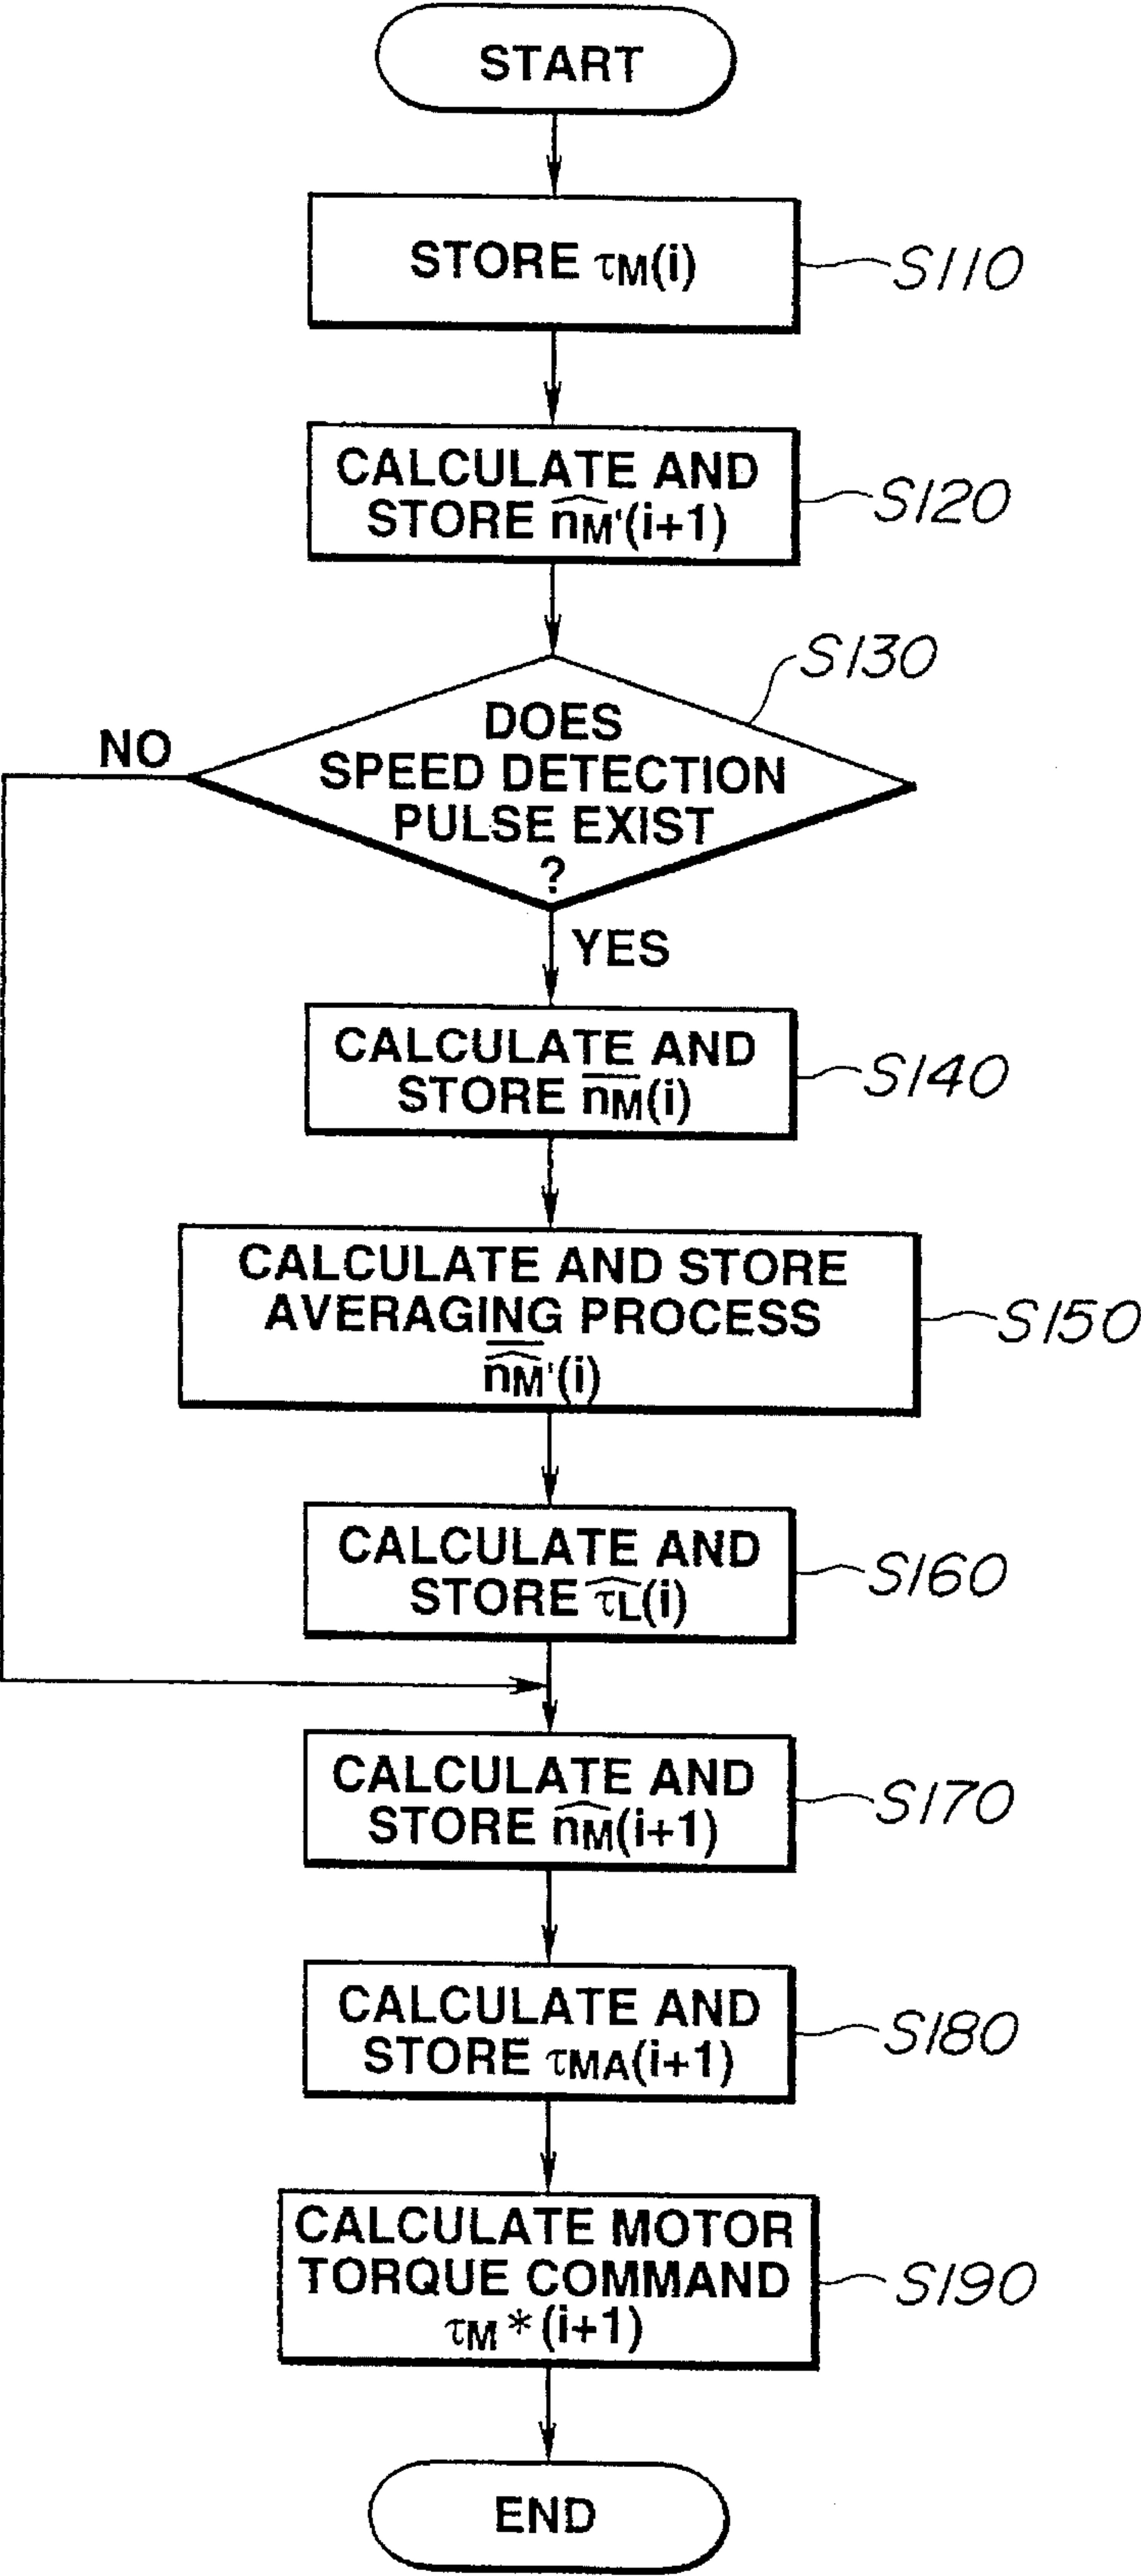 START
STORE τM(i)
S110
CALCULATE AND
STORE n̂M'(i+1)
S120
S130
NO
DOES
SPEED DETECTION
PULSE EXIST
?
YES
CALCULATE AND
STORE n̅M̅(i)
S140
CALCULATE AND STORE
AVERAGING PROCESS
n̂̅M'(i)
S150
CALCULATE AND
STORE τ̂L(i)
S160
CALCULATE AND
STORE n̂M(i+1)
S170
CALCULATE AND
STORE τMA(i+1)
S180
CALCULATE MOTOR
TORQUE COMMAND
τM*(i+1)
S190
END